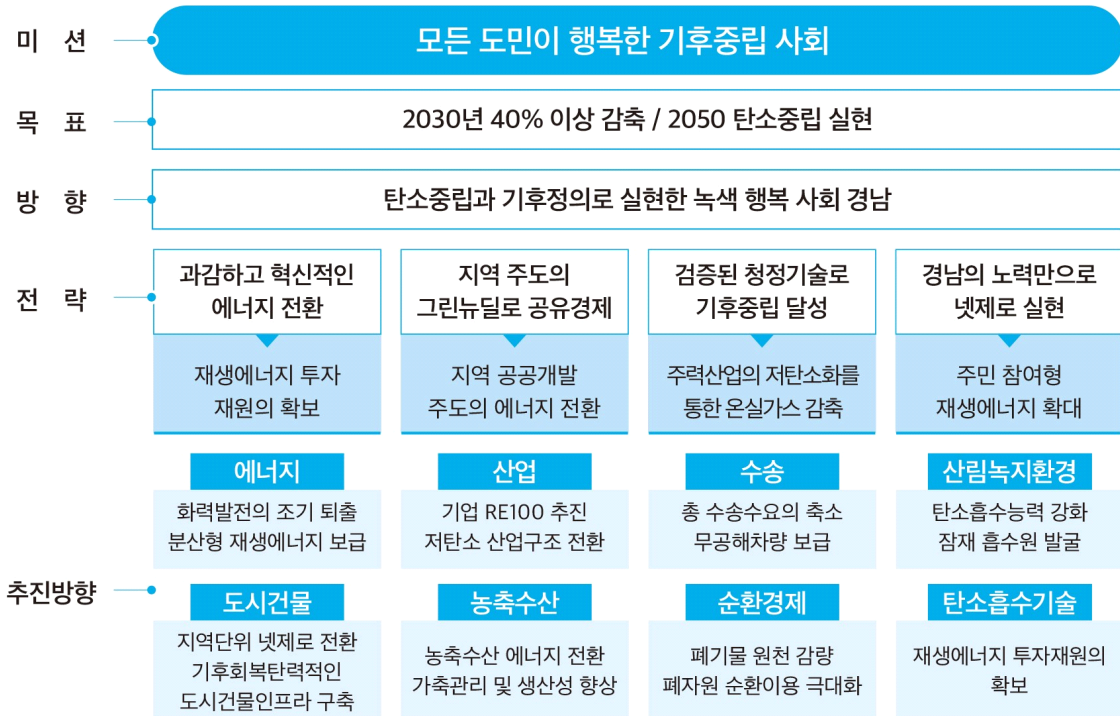 미 션
모든 도민이 행복한 기후중립 사회
목 표
2030년 40% 이상 감축 / 2050 탄소중립 실현
방 향
탄소중립과 기후정의로 실현한 녹색 행복 사회 경남
전 략
과감하고 혁신적인
에너지 전환
재생에너지 투자
재원의 확보
지역 주도의
그린뉴딜로 공유경제
지역 공공개발
주도의 에너지 전환
검증된 청정기술로
기후중립 달성
주력산업의 저탄소화를
통한 온실가스 감축
경남의 노력만으로
넷제로 실현
주민 참여형
재생에너지 확대
추진방향
에너지
화력발전의 조기 퇴출
분산형 재생에너지 보급
산업
기업 RE100 추진
저탄소 산업구조 전환
수송
총 수송수요의 축소
무공해차량 보급
산림녹지환경
탄소흡수능력 강화
잠재 흡수원 발굴
도시건물
지역단위 넷제로 전환
기후회복탄력적인
도시건물인프라 구축
농축수산
농축수산 에너지 전환
가축관리 및 생산성 향상
순환경제
폐기물 원천 감량
폐자원 순환이용 극대화
탄소흡수기술
재생에너지 투자재원의
확보